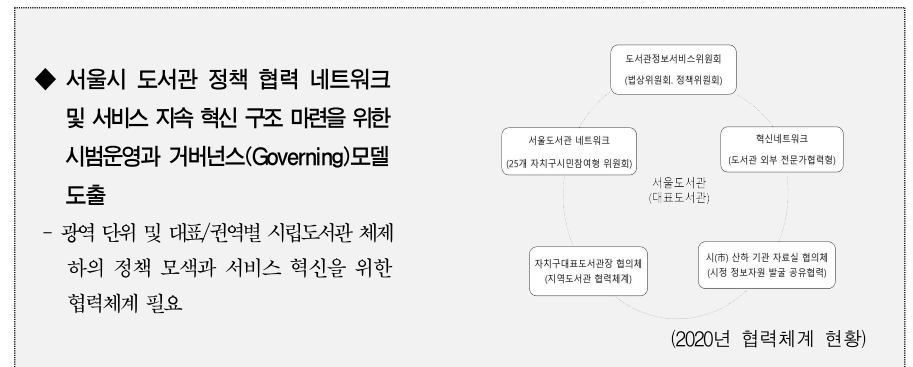 ◆ 서울시 도서관 정책 협력 네트워크
및 서비스 지속 혁신 구조 마련을 위한
시범운영과 거버넌스(Governing)모델
도출
- 광역 단위 및 대표/권역별 시립도서관 체제
하의 정책 모색과 서비스 혁신을 위한
협력체계 필요
도서관정보서비스위원회
(법상위원회, 정책위원회)
서울도서관 네트워크
(25개 자치구시민참여형 위원회)
혁신네트워크
(도서관 외부 전문가협력형)
서울도서관
(대표도서관)
자치구대표도서관장 협의체
(지역도서관 협력체계)
시(市) 산하 기관 자료실 협의체
(시정 정보자원 발굴 공유협력)
(2020년 협력체계 현황)